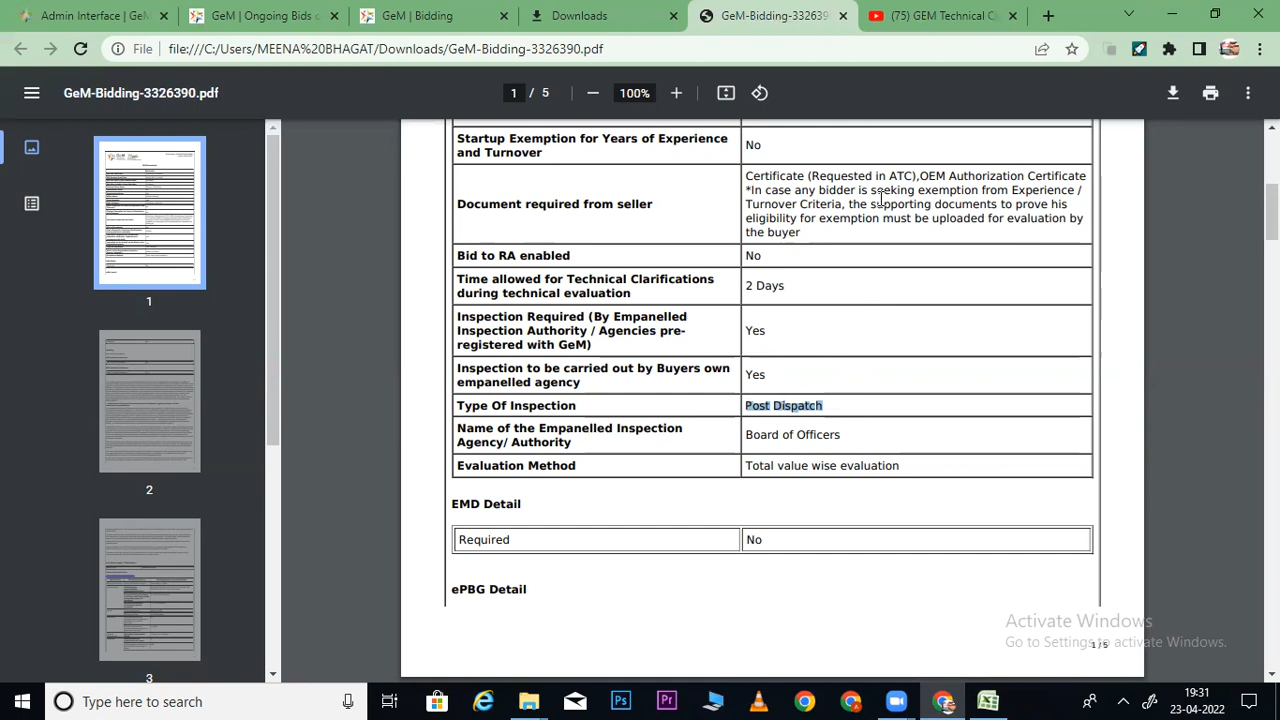 Admin Interface | GeM
GeM | Ongoing Bids c
GeM | Bidding
Downloads
GeM-Bidding-3326390.pdf
(75) GEM Technical C
File
file:///C:/Users/MEENA%20BHAGAT/Downloads/GeM-Bidding-3326390.pdf
GeM-Bidding-3326390.pdf
1 / 5
100%
Startup Exemption for Years of Experience
and Turnover
No
Document required from seller
Certificate (Requested in ATC),OEM Authorization Certificate
*In case any bidder is seeking exemption from Experience /
Turnover Criteria, the supporting documents to prove his
eligibility for exemption must be uploaded for evaluation by
the buyer
Bid to RA enabled
No
Time allowed for Technical Clarifications
during technical evaluation
2 Days
Inspection Required (By Empanelled
Inspection Authority / Agencies pre-
registered with GeM)
Yes
Inspection to be carried out by Buyers own
empanelled agency
Yes
Type Of Inspection
Post Dispatch
Name of the Empanelled Inspection
Agency/ Authority
Board of Officers
Evaluation Method
Total value wise evaluation
EMD Detail
Required
No
ePBG Detail
1 / 5
1
2
3
Activate Windows
Go to Settings to activate Windows.
Type here to search
19:31
23-04-2022